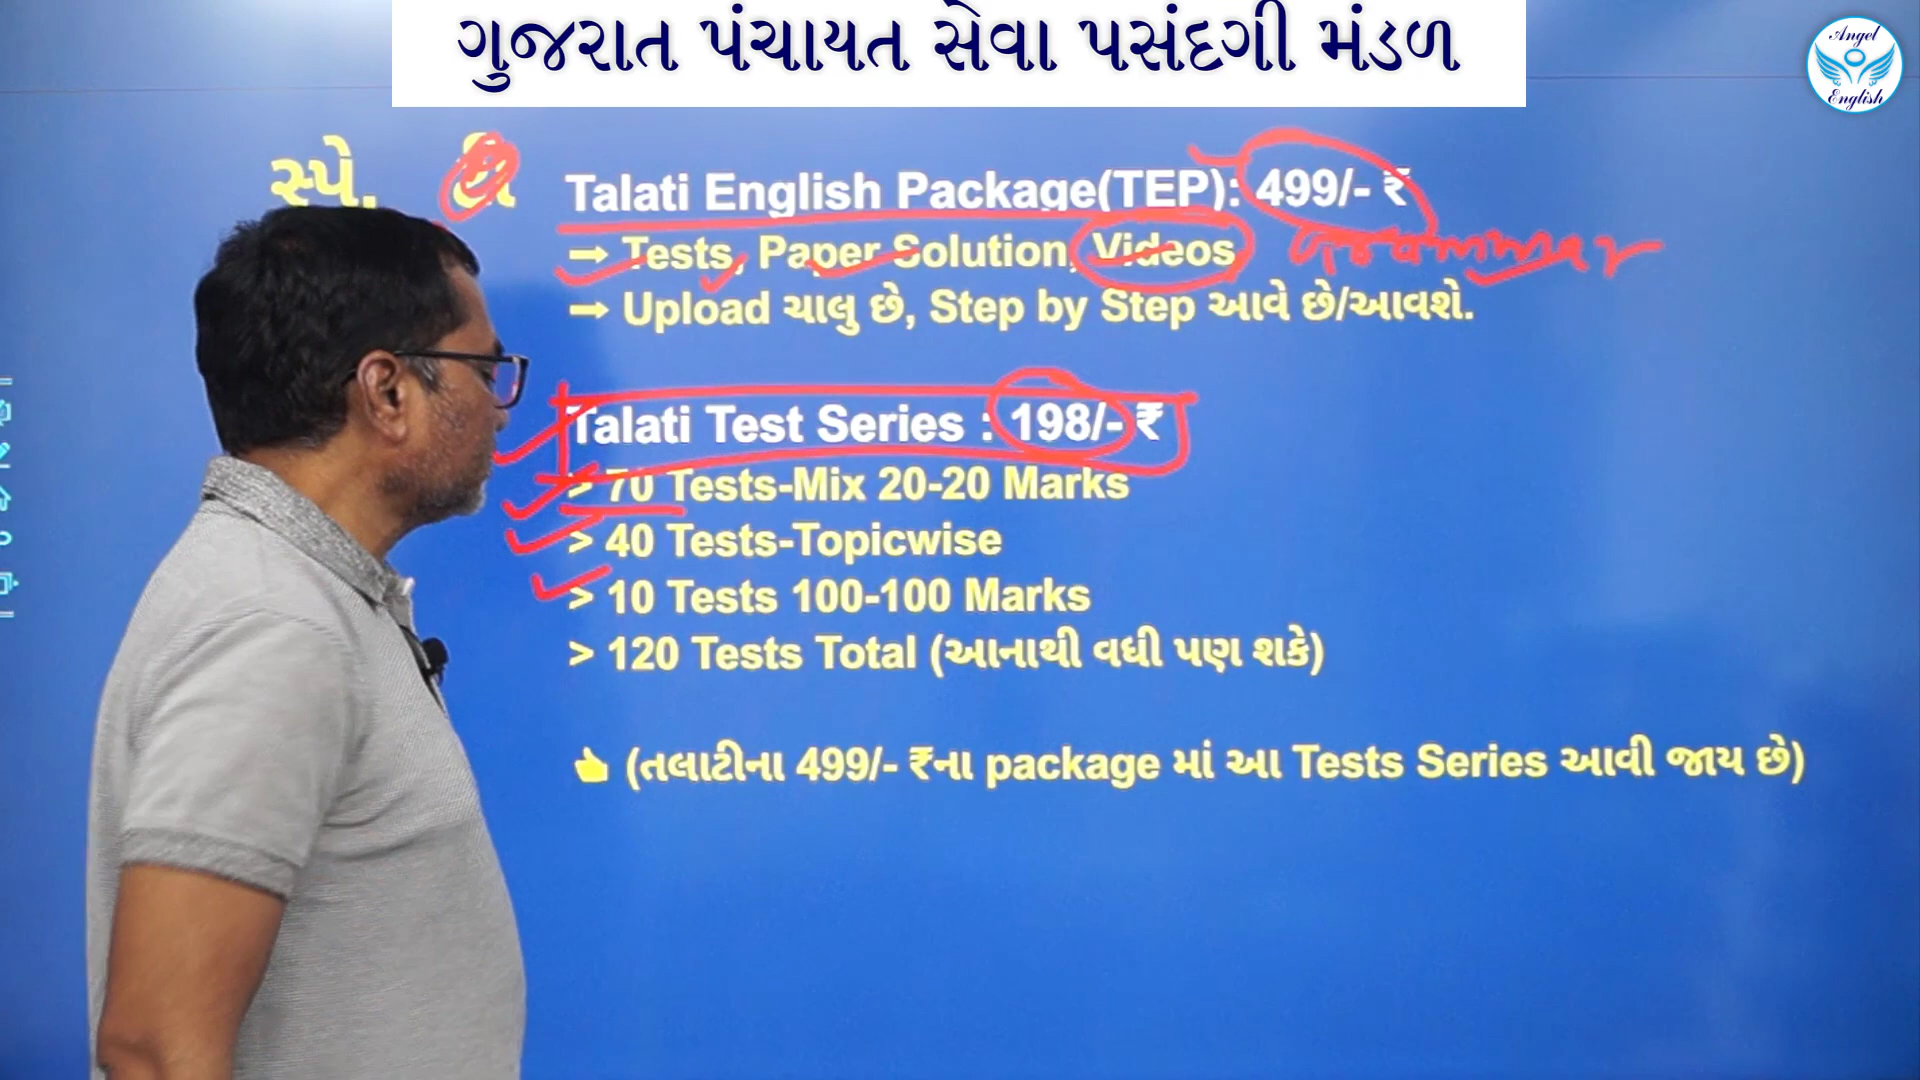 ગુજરાત પંચાયત સેવા પસંદગી મંડળ
Angel
English
સ્પે.
Talati English Package(TEP): 499/- ₹
➞ Tests, Paper Solution, Videos
Grammar
➞ Upload ચાલુ છે, Step by Step આવે છે/આવશે.
Talati Test Series : 198/- ₹
> 70 Tests-Mix 20-20 Marks
> 40 Tests-Topicwise
> 10 Tests 100-100 Marks
> 120 Tests Total (આનાથી વધી પણ શકે)
👍 (તલાટીના 499/- ₹ના package માં આ Tests Series આવી જાય છે)